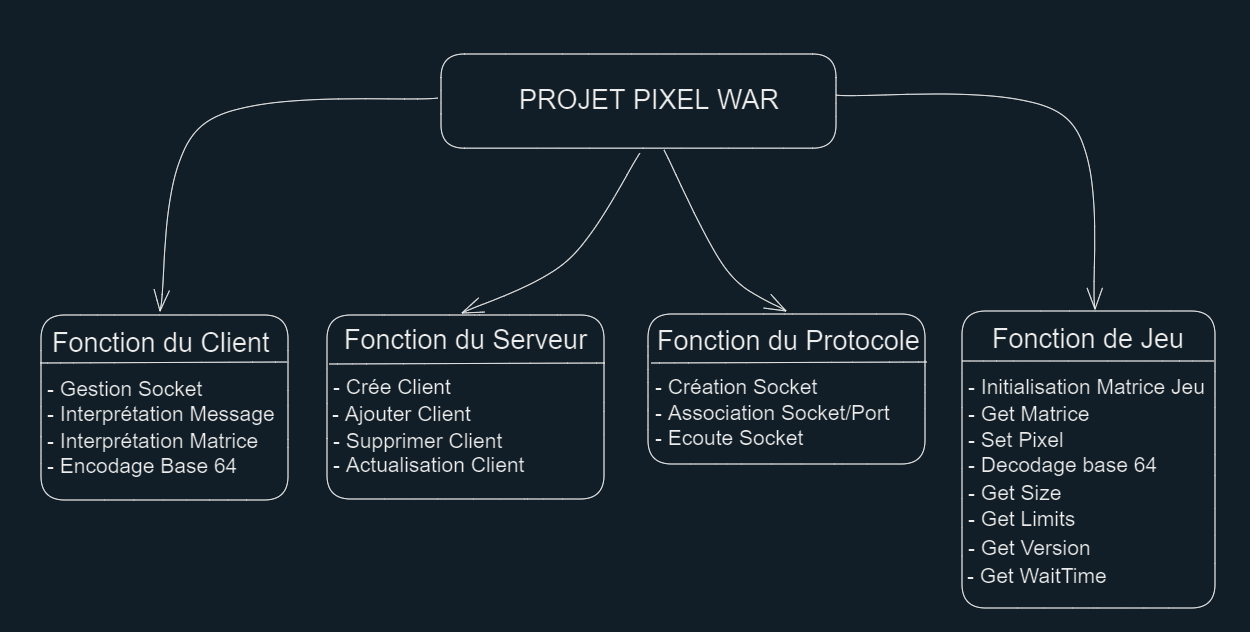 PROJET PIXEL WAR
Fonction du Client
- Gestion Socket
- Interprétation Message
- Interprétation Matrice
- Encodage Base 64
Fonction du Serveur
- Crée Client
- Ajouter Client
- Supprimer Client
- Actualisation Client
Fonction du Protocole
- Création Socket
- Association Socket/Port
- Ecoute Socket
Fonction de Jeu
- Initialisation Matrice Jeu
- Get Matrice
- Set Pixel
- Decodage base 64
- Get Size
- Get Limits
- Get Version
- Get WaitTime